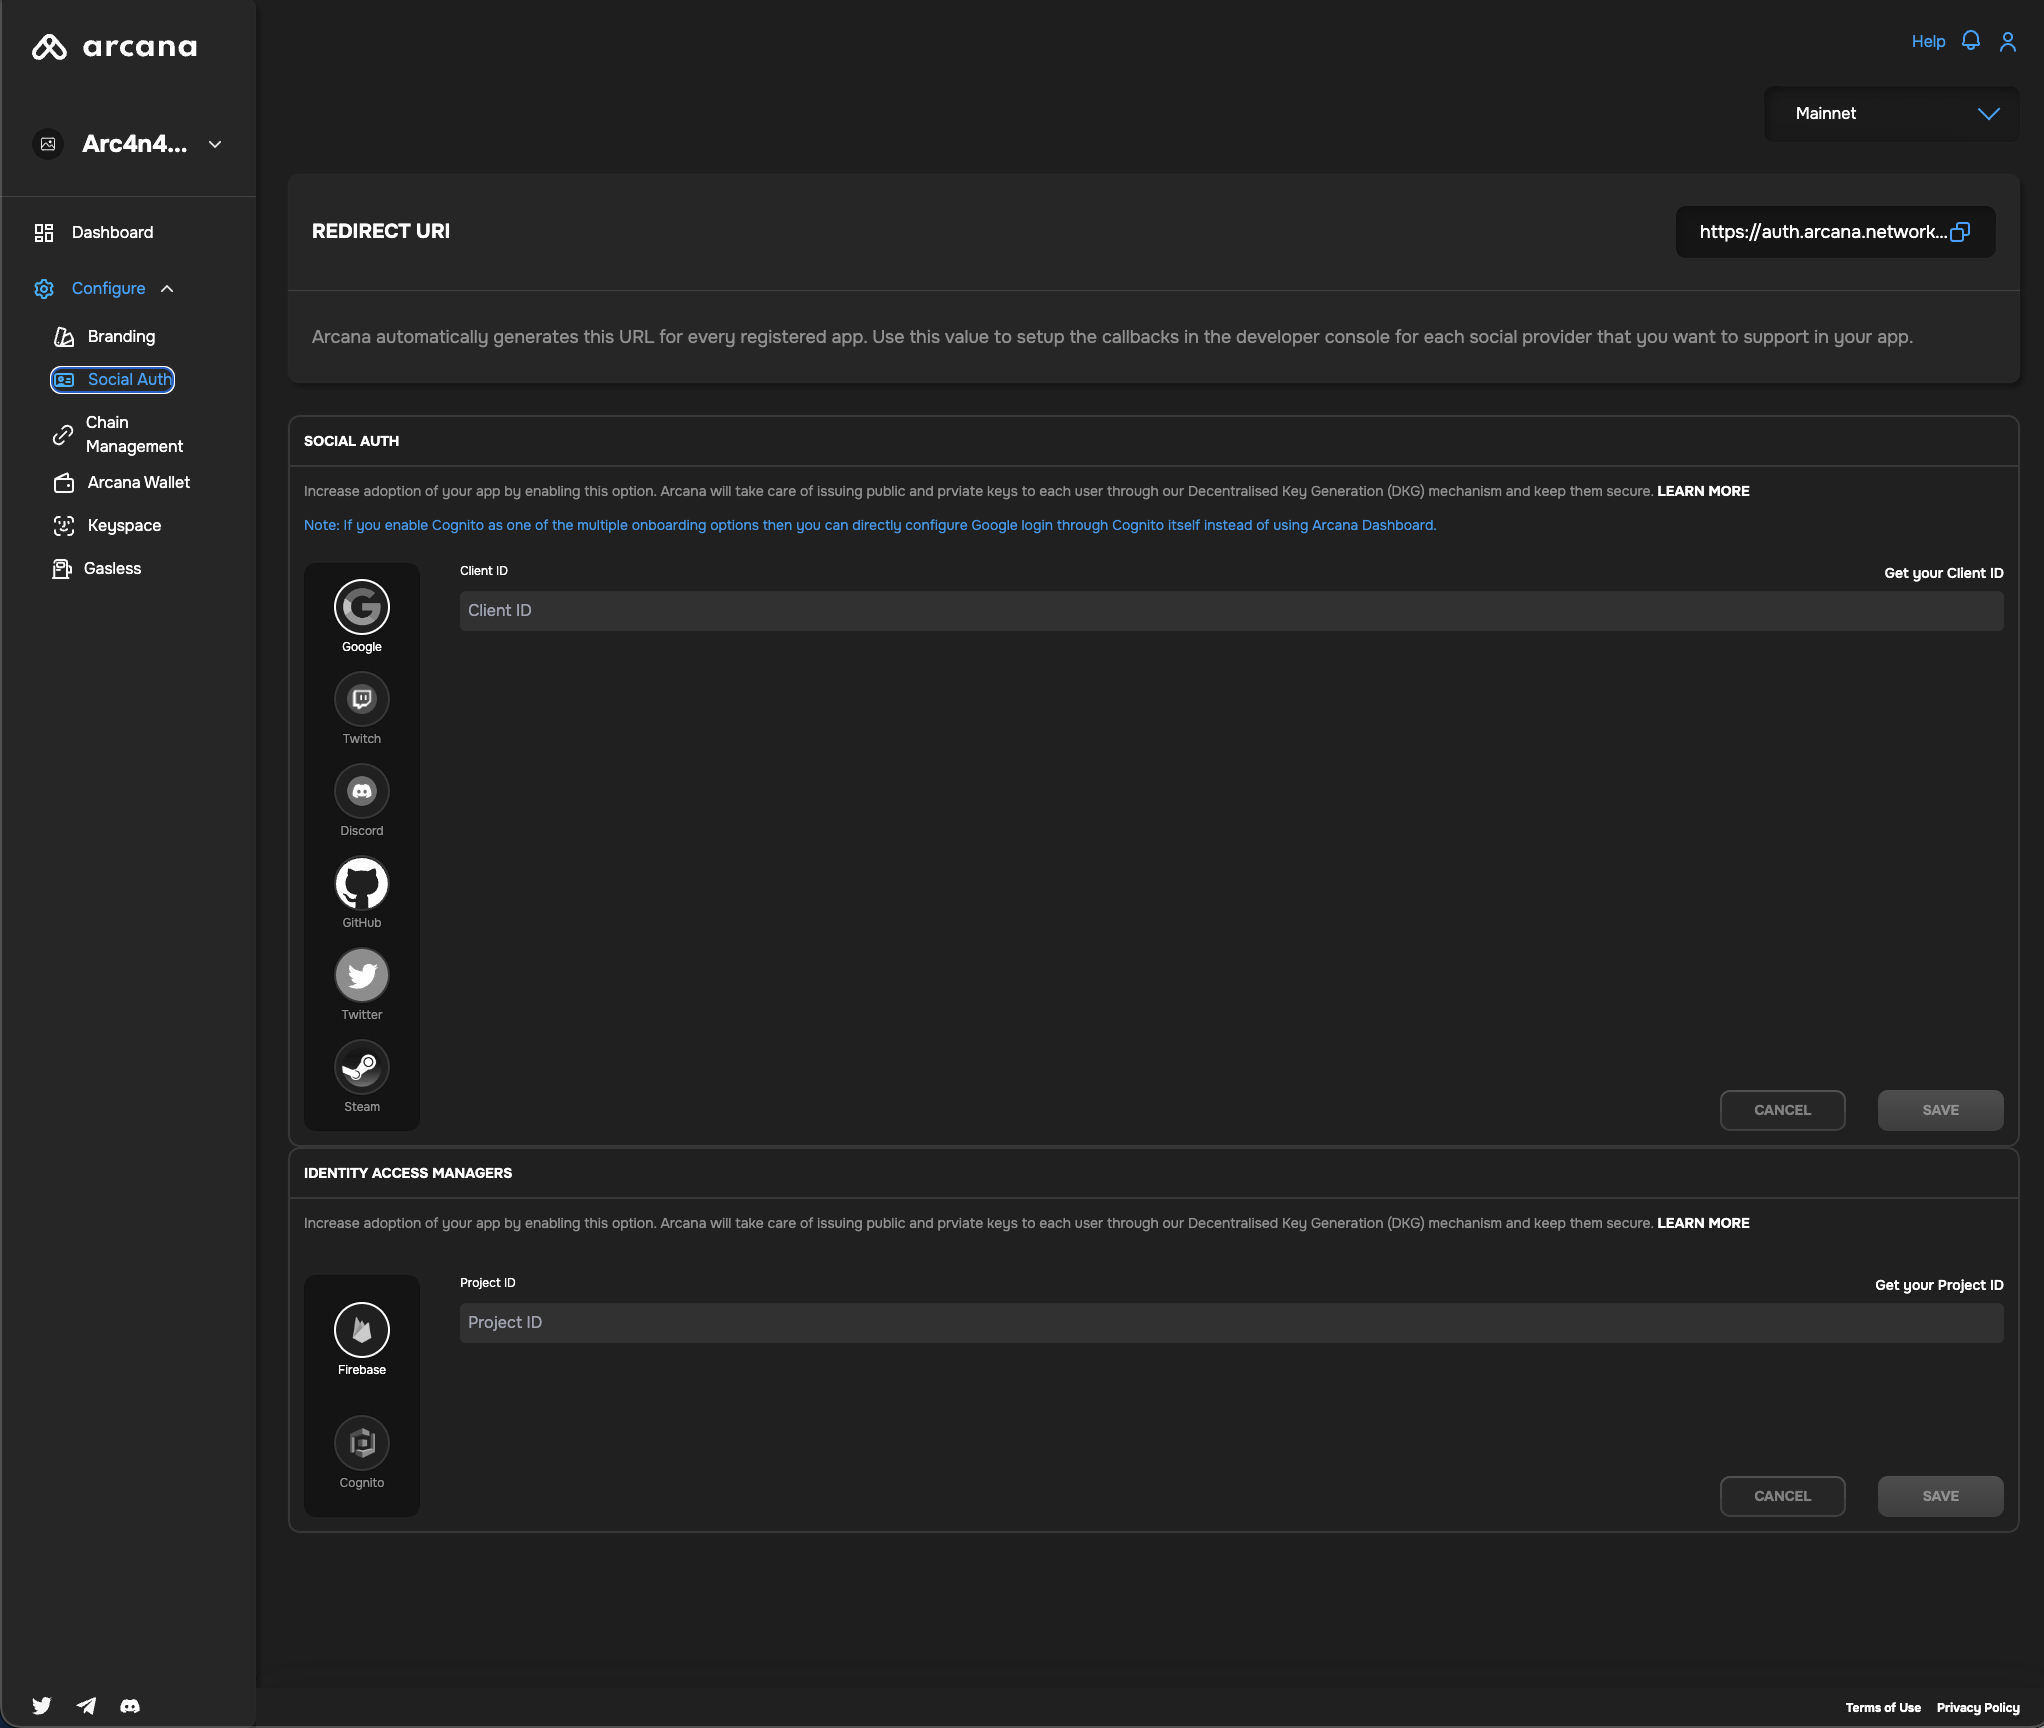 arcana
Help
Mainnet
Arc4n4...
Dashboard
Configure
Branding
Social Auth
Chain
Management
Arcana Wallet
Keyspace
Gasless
REDIRECT URI
https://auth.arcana.network...
Arcana automatically generates this URL for every registered app. Use this value to setup the callbacks in the developer console for each social provider that you want to support in your app.
SOCIAL AUTH
Increase adoption of your app by enabling this option. Arcana will take care of issuing public and prviate keys to each user through our Decentralised Key Generation (DKG) mechanism and keep them secure. LEARN MORE
Note: If you enable Cognito as one of the multiple onboarding options then you can directly configure Google login through Cognito itself instead of using Arcana Dashboard.
Client ID
Get your Client ID
Client ID
Google
Twitch
Discord
GitHub
Twitter
Steam
CANCEL
SAVE
IDENTITY ACCESS MANAGERS
Increase adoption of your app by enabling this option. Arcana will take care of issuing public and prviate keys to each user through our Decentralised Key Generation (DKG) mechanism and keep them secure. LEARN MORE
Project ID
Get your Project ID
Project ID
Firebase
Cognito
CANCEL
SAVE
Terms of Use
Privacy Policy